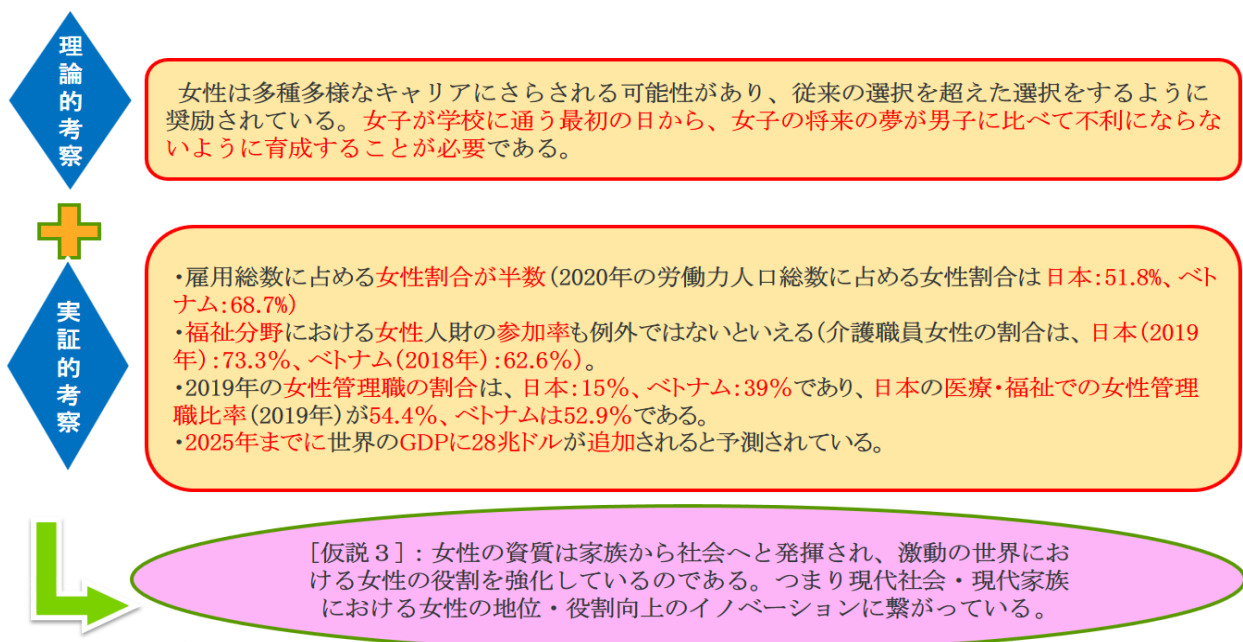 理論的考察
女性は多種多様なキャリアにさらされる可能性があり、従来の選択を超えた選択をするように
奨励されている。女子が学校に通う最初の日から、女子の将来の夢が男子に比べて不利にならな
いように育成することが必要である。
実証的考察
・雇用総数に占める女性割合が半数(2020年の労働力人口総数に占める女性割合は日本:51.8%、ベト
ナム:68.7%)
・福祉分野における女性人財の参加率も例外ではないといえる(介護職員女性の割合は、日本(2019
年):73.3%、ベトナム(2018年):62.6%)。
・2019年の女性管理職の割合は、日本:15%、ベトナム:39%であり、日本の医療・福祉での女性管理
職比率(2019年)が54.4%、ベトナムは52.9%である。
・2025年までに世界のGDPに28兆ドルが追加されると予測されている。
[仮説3]:女性の資質は家族から社会へと発揮され、激動の世界にお
ける女性の役割を強化しているのである。つまり現代社会・現代家族
における女性の地位・役割向上のイノベーションに繋がっている。